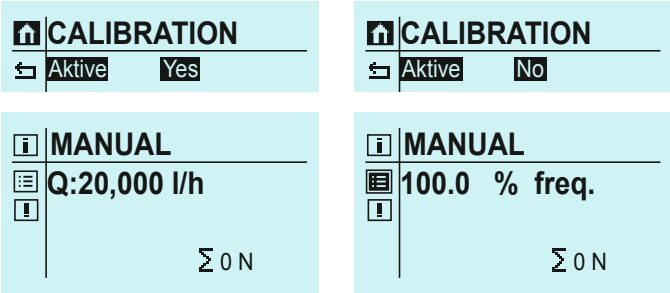 CALIBRATION
Aktive Yes
CALIBRATION
Aktive No
MANUAL
Q:20,000 l/h
Σ 0 N
MANUAL
100.0 % freq.
Σ 0 N